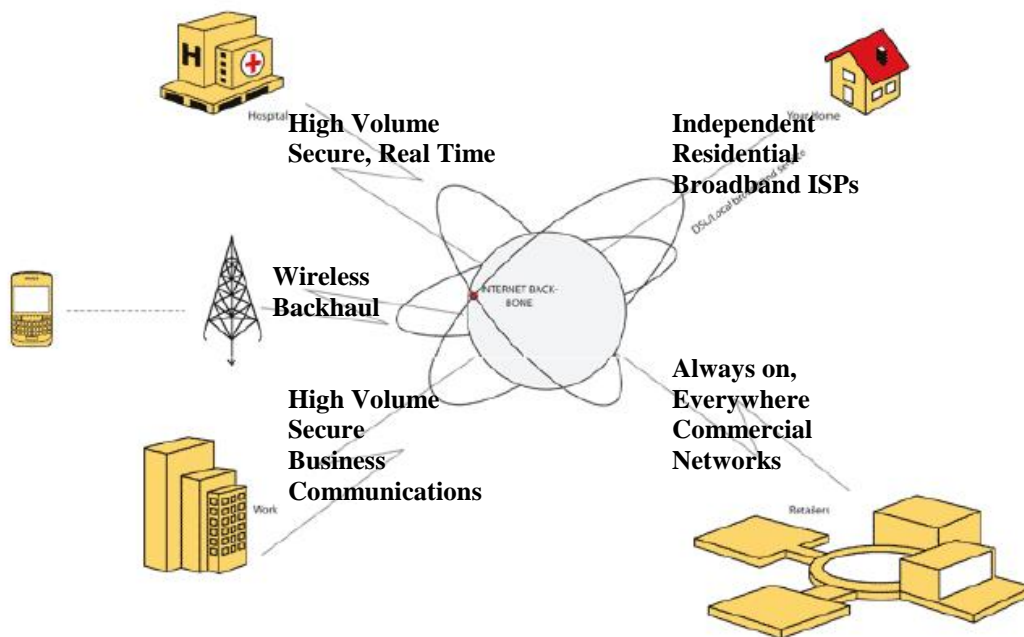 H
Hospital
High Volume
Secure, Real Time
Your Home
Independent
Residential
Broadband ISPs
DSL/Local broadband service
Wireless
Backhaul
INTERNET BACK-
BONE
High Volume
Secure
Business
Communications
Work
Always on,
Everywhere
Commercial
Networks
Retailers